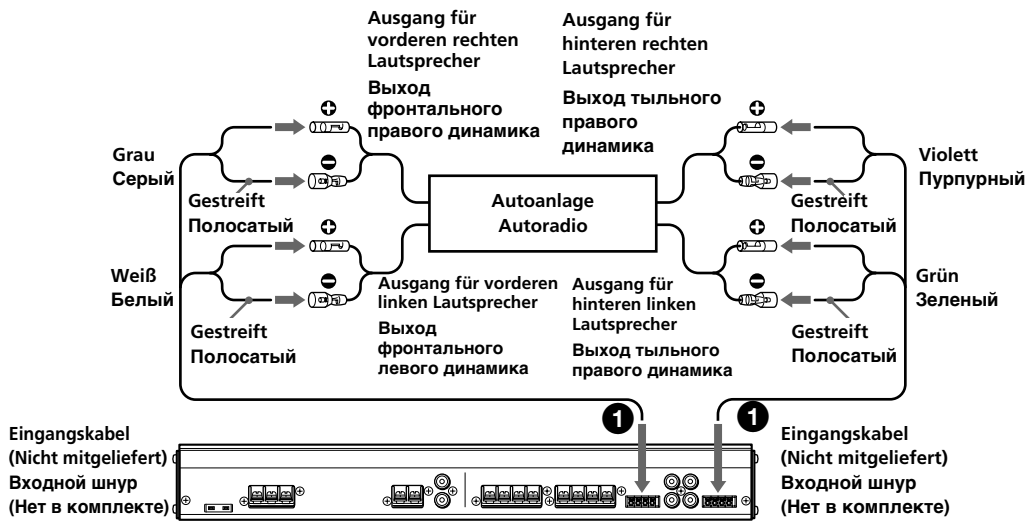 Ausgang für
vorderen rechten
Lautsprecher
Выход
фронтального
правого динамика
Ausgang für
hinteren rechten
Lautsprecher
Выход тыльного
правого
динамика
Grau
Серый
Gestreift
Полосатый
Autoanlage
Autoradio
Violett
Пурпурный
Gestreift
Полосатый
Weiß
Белый
Gestreift
Полосатый
Ausgang für vorderen
linken Lautsprecher
Выход
фронтального
левого динамика
Ausgang für
hinteren linken
Lautsprecher
Выход тыльного
правого динамика
Grün
Зеленый
Gestreift
Полосатый
1
1
Eingangskabel
(Nicht mitgeliefert)
Входной шнур
(Нет в комплекте)
Eingangskabel
(Nicht mitgeliefert)
Входной шнур
(Нет в комплекте)